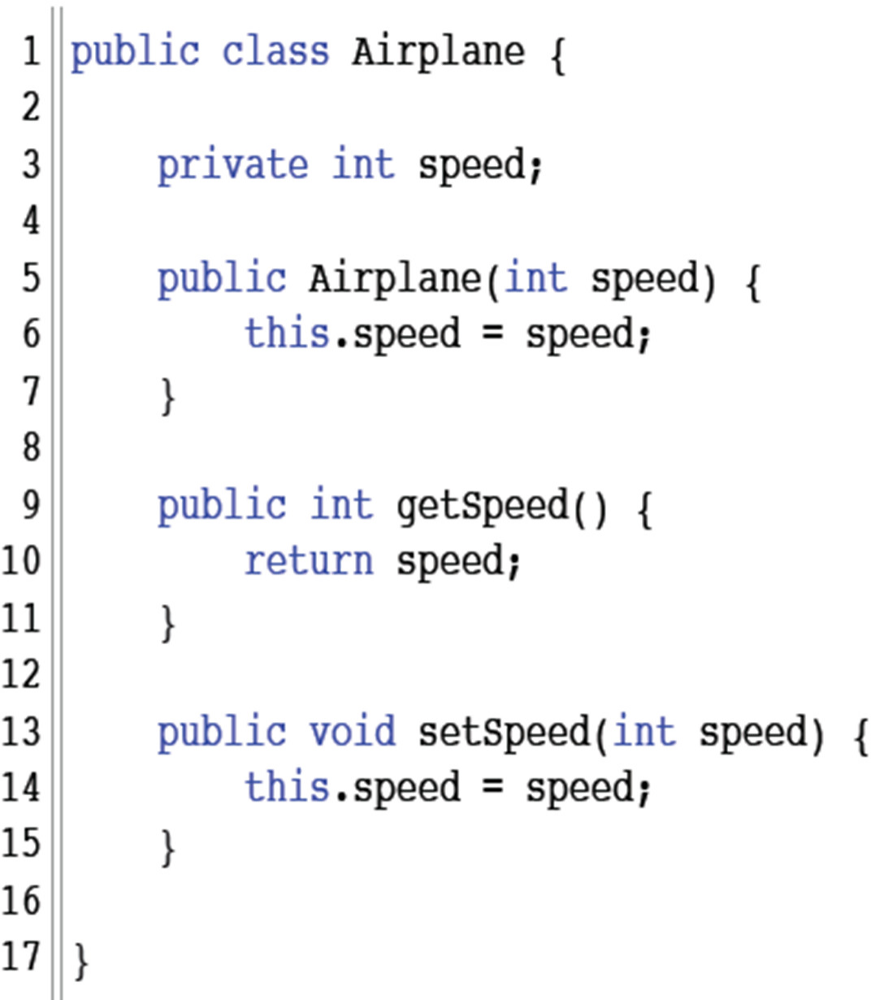 1 public class Airplane {
2
3     private int speed;
4
5     public Airplane(int speed) {
6         this.speed = speed;
7     }
8
9     public int getSpeed() {
10         return speed;
11     }
12
13     public void setSpeed(int speed) {
14         this.speed = speed;
15     }
16
17 }